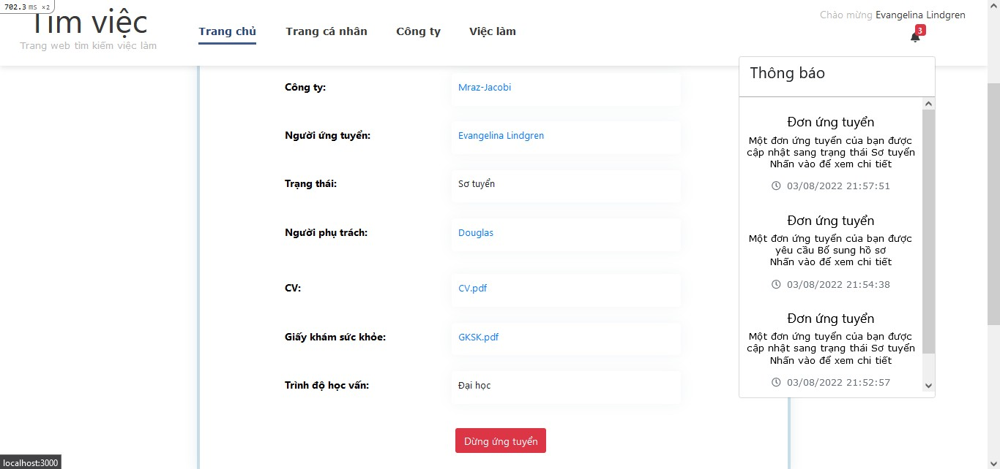 702.3 ms ×2
Tìm việc
Trang web tìm kiếm việc làm
Trang chủ
Trang cá nhân
Công ty
Việc làm
Chào mừng Evangelina Lindgren
3
Công ty:
Mraz-Jacobi
Người ứng tuyển:
Evangelina Lindgren
Trạng thái:
Sơ tuyển
Người phụ trách:
Douglas
CV:
CV.pdf
Giấy khám sức khỏe:
GKSK.pdf
Trình độ học vấn:
Đại học
Dừng ứng tuyển
Thông báo
Đơn ứng tuyển
Một đơn ứng tuyển của bạn được
cập nhật sang trạng thái Sơ tuyển
Nhấn vào để xem chi tiết
03/08/2022 21:57:51
Đơn ứng tuyển
Một đơn ứng tuyển của bạn được
yêu cầu Bổ sung hồ sơ
Nhấn vào để xem chi tiết
03/08/2022 21:54:38
Đơn ứng tuyển
Một đơn ứng tuyển của bạn được
cập nhật sang trạng thái Sơ tuyển
Nhấn vào để xem chi tiết
03/08/2022 21:52:57
localhost:3000